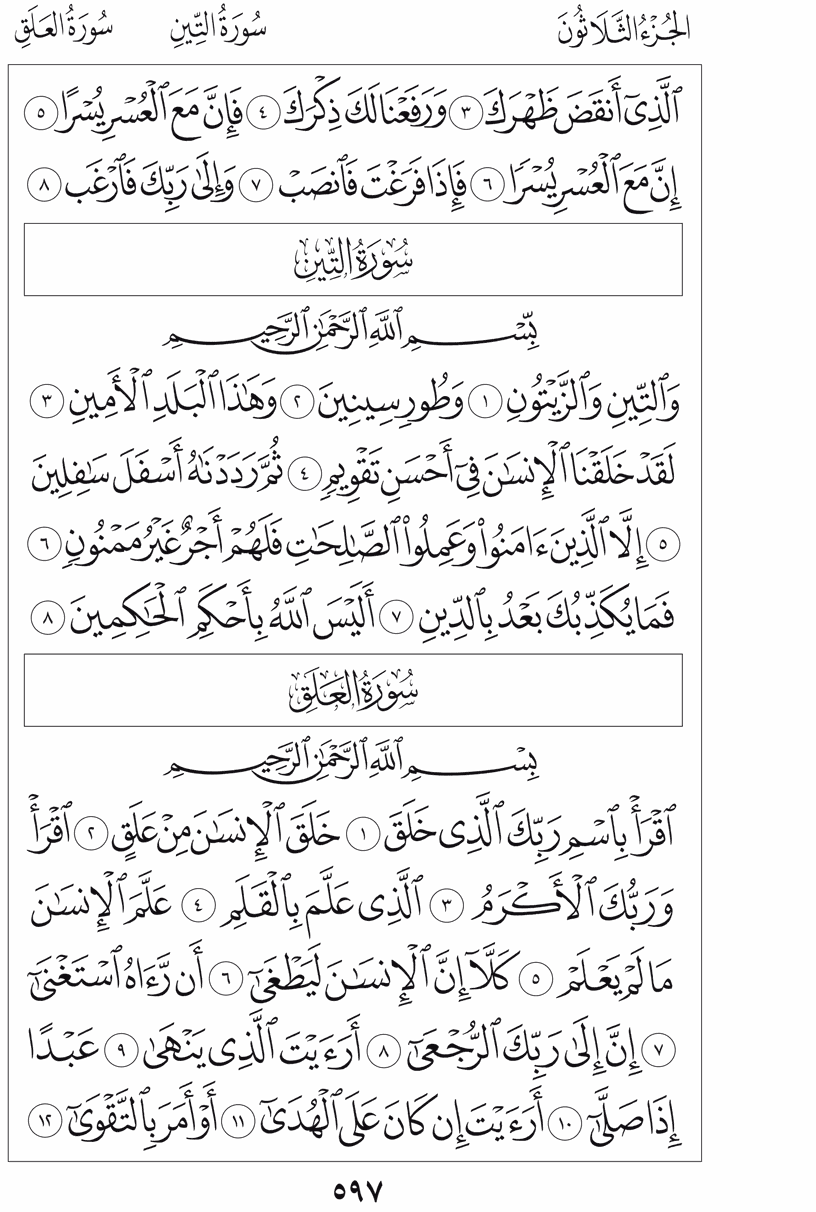 الجُزْءُ الثَّلَاثُونَ سُورَةُ التِّينِ سُورَةُ العَلَقِ
ٱلَّذِىٓ أَنقَضَ ظَهۡرَكَ ٣ وَرَفَعۡنَا لَكَ ذِكۡرَكَ ٤ فَإِنَّ مَعَ ٱلۡعُسۡرِ يُسۡرًا ٥
إِنَّ مَعَ ٱلۡعُسۡرِ يُسۡرٗا ٦ فَإِذَا فَرَغۡتَ فَٱنصَبۡ ٧ وَإِلَىٰ رَبِّكَ فَٱرۡغَب ٨
سُورَةُ التِّينِ
بِّسۡمِ ٱللَّهِ ٱلرَّحۡمَٰنِ ٱلرَّحِيمِ
وَٱلتِّينِ وَٱلزَّيۡتُونِ ١ وَطُورِ سِينِينَ ٢ وَهَٰذَا ٱلۡبَلَدِ ٱلۡأَمِينِ ٣
لَقَدۡ خَلَقۡنَا ٱلۡإِنسَٰنَ فِىٓ أَحۡسَنِ تَقۡوِيمٖ ٤ ثُمَّ رَدَدۡنَٰهُ أَسۡفَلَ سَٰفِلِينَ
٥ إِلَّا ٱلَّذِينَ ءَامَنُواْ وَعَمِلُواْ ٱلصَّٰلِحَٰتِ فَلَهُمۡ أَجۡرٌ غَيۡرُ مَمۡنُونٖ ٦
فَمَا يُكَذِّبُكَ بَعۡدُ بِٱلدِّينِ ٧ أَلَيۡسَ ٱللَّهُ بِأَحۡكَمِ ٱلۡحَٰكِمِينَ ٨
سُورَةُ العَلَقِ
بِسۡمِ ٱللَّهِ ٱلرَّحۡمَٰنِ ٱلرَّحِيمِ
ٱقۡرَأۡ بِٱسۡمِ رَبِّكَ ٱلَّذِى خَلَقَ ١ خَلَقَ ٱلۡإِنسَٰنَ مِنۡ عَلَقٍ ٢ ٱقۡرَأۡ
وَرَبُّكَ ٱلۡأَكۡرَمُ ٣ ٱلَّذِى عَلَّمَ بِٱلۡقَلَمِ ٤ عَلَّمَ ٱلۡإِنسَٰنَ
مَا لَمۡ يَعۡلَمۡ ٥ كَلَّآ إِنَّ ٱلۡإِنسَٰنَ لَيَطۡغَىٰٓ ٦ أَن رَّءَاهُ ٱسۡتَغۡنَىٰٓ
٧ إِنَّ إِلَىٰ رَبِّكَ ٱلرُّجۡعَىٰٓ ٨ أَرَءَيۡتَ ٱلَّذِى يَنۡهَىٰ ٩ عَبۡدًا
إِذَا صَلَّىٰٓ ١٠ أَرَءَيۡتَ إِن كَانَ عَلَى ٱلۡهُدَىٰٓ ١١ أَوۡ أَمَرَ بِٱلتَّقۡوَىٰٓ ١٢
٥٩٧